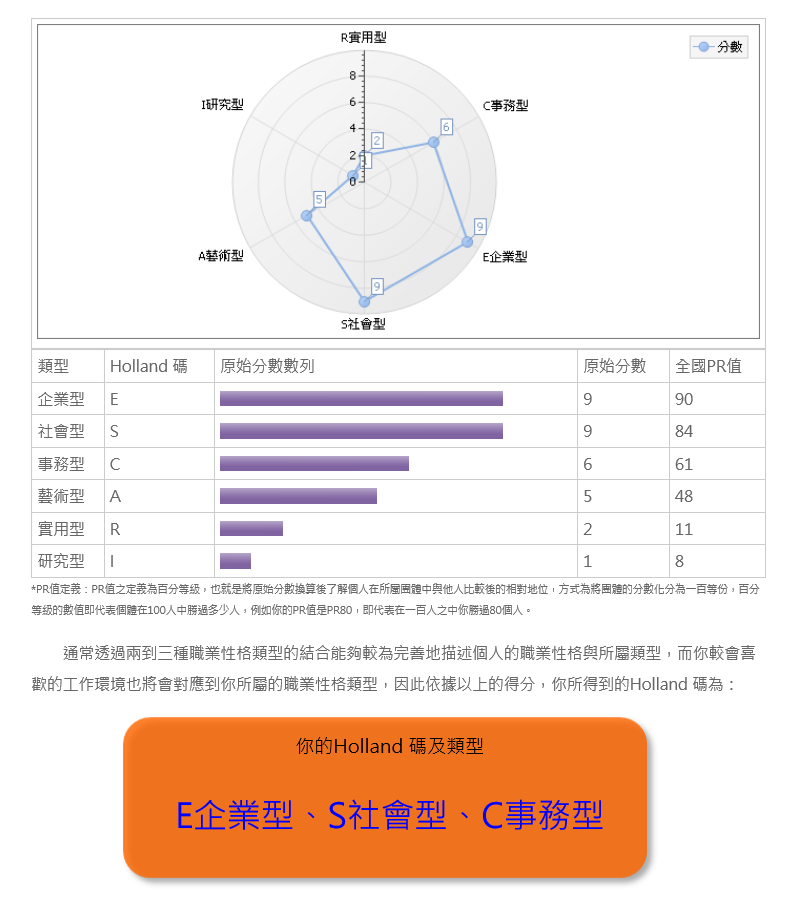 R實用型
分數
8
I研究型
C事務型
6
6
4
2
2
1
0
5
9
A藝術型
E企業型
9
S社會型
類型 Holland 碼 原始分數數列 原始分數 全國PR值
企業型 E 9 90
社會型 S 9 84
事務型 C 6 61
藝術型 A 5 48
實用型 R 2 11
研究型 I 1 8
*PR值定義：PR值之定義為百分等級，也就是將原始分數換算後了解個人在所屬團體中與他人比較後的相對地位，方式為將團體的分數化分為一百等份，百分
等級的數值即代表個體在100人中勝過多少人，例如你的PR值是PR80，即代表在一百人之中你勝過80個人。
通常透過兩到三種職業性格類型的結合能夠較為完善地描述個人的職業性格與所屬類型，而你較會喜
歡的工作環境也將會對應到你所屬的職業性格類型，因此依據以上的得分，你所得到的Holland 碼為：
你的Holland 碼及類型
E企業型、S社會型、C事務型